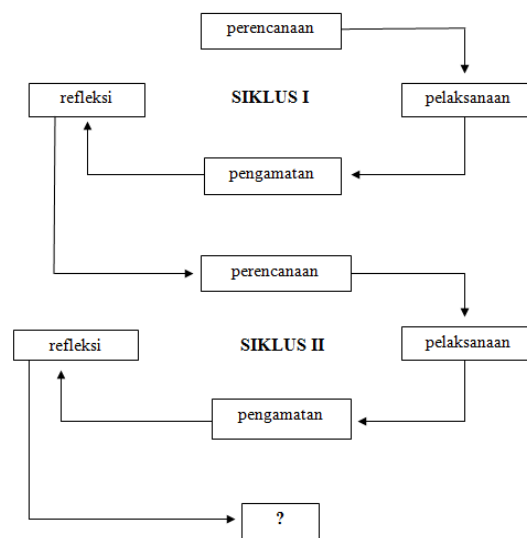 perencanaan
refleksi
SIKLUS I
pelaksanaan
pengamatan
perencanaan
refleksi
SIKLUS II
pelaksanaan
pengamatan
?